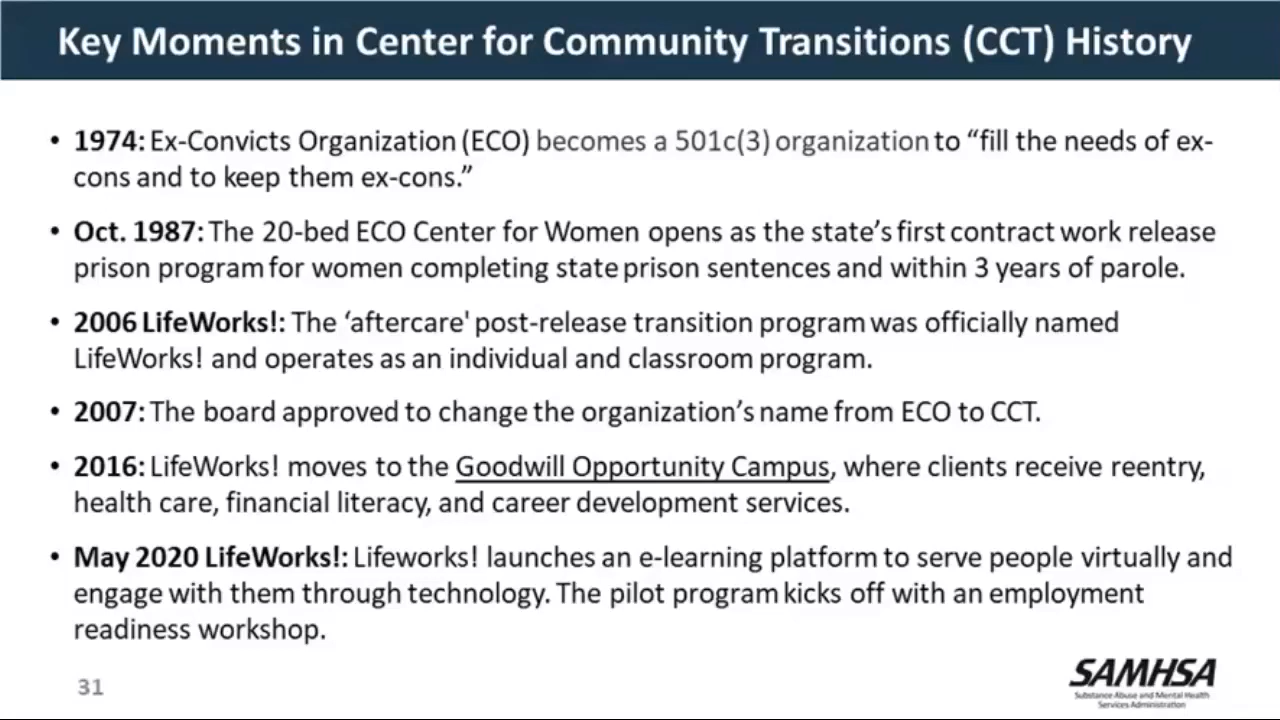 Key Moments in Center for Community Transitions (CCT) History
• 1974: Ex-Convicts Organization (ECO) becomes a 501c(3) organization to “fill the needs of ex-
cons and to keep them ex-cons.”
• Oct. 1987: The 20-bed ECO Center for Women opens as the state’s first contract work release
prison program for women completing state prison sentences and within 3 years of parole.
• 2006 LifeWorks!: The ‘aftercare' post-release transition program was officially named
LifeWorks! and operates as an individual and classroom program.
• 2007: The board approved to change the organization’s name from ECO to CCT.
• 2016: LifeWorks! moves to the Goodwill Opportunity Campus, where clients receive reentry,
health care, financial literacy, and career development services.
• May 2020 LifeWorks!: Lifeworks! launches an e-learning platform to serve people virtually and
engage with them through technology. The pilot program kicks off with an employment
readiness workshop.
31
SAMHSA
Substance Abuse and Mental Health
Services Administration